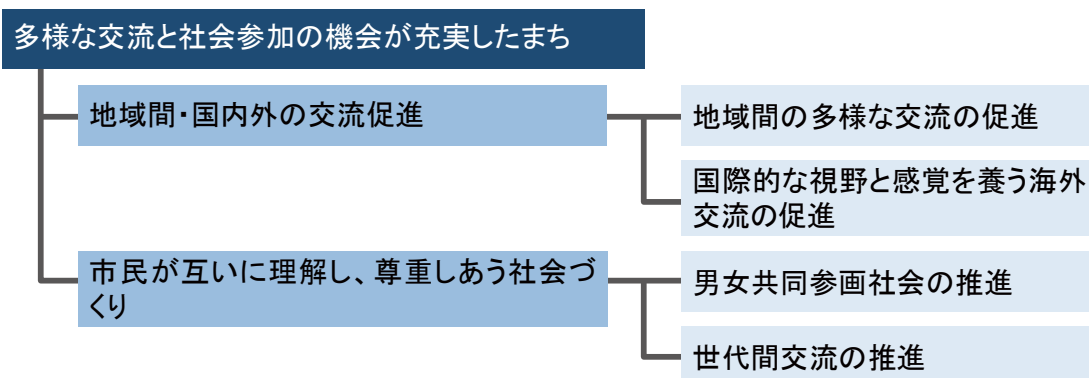 多様な交流と社会参加の機会が充実したまち
地域間・国内外の交流促進
地域間の多様な交流の促進
国際的な視野と感覚を養う海外
交流の促進
市民が互いに理解し、尊重しあう社会づ
くり
男女共同参画社会の推進
世代間交流の推進